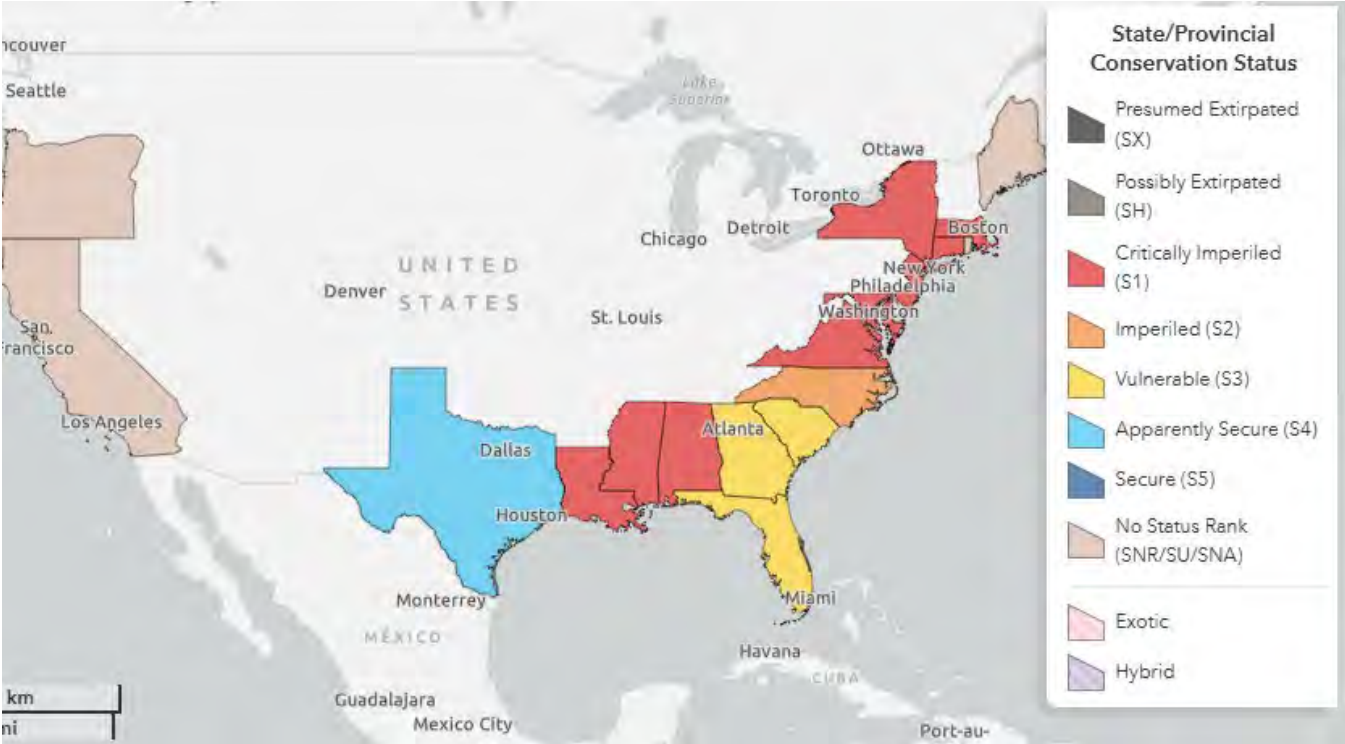 ncouver
Seattle
Lake
Superior
Ottawa
Toronto
Chicago
Detroit
Boston
New York
Philadelphia
UNITED
STATES
Denver
St. Louis
Washington
San
Francisco
Los Angeles
Dallas
Atlanta
Houston
Monterrey
Miami
MÉXICO
Havana
CUBA
Guadalajara
Mexico City
Port-au-
km
mi
State/Provincial
Conservation Status
Presumed Extirpated
(SX)
Possibly Extirpated
(SH)
Critically Imperiled
(S1)
Imperiled (S2)
Vulnerable (S3)
Apparently Secure (S4)
Secure (S5)
No Status Rank
(SNR/SU/SNA)
Exotic
Hybrid